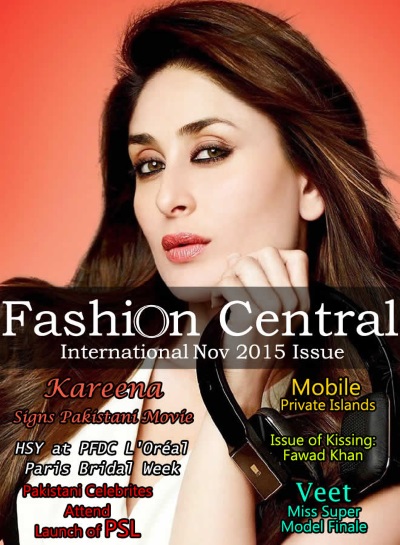 Fashion Central
International Nov 2015 Issue
Kareena
Signs Pakistani Movie
HSY at PFDC L'Oréal
Paris Bridal Week
Pakistani Celebrites
Attend
Launch of PSL
Mobile
Private Islands
Issue of Kissing:
Fawad Khan
Veet
Miss Super
Model Finale